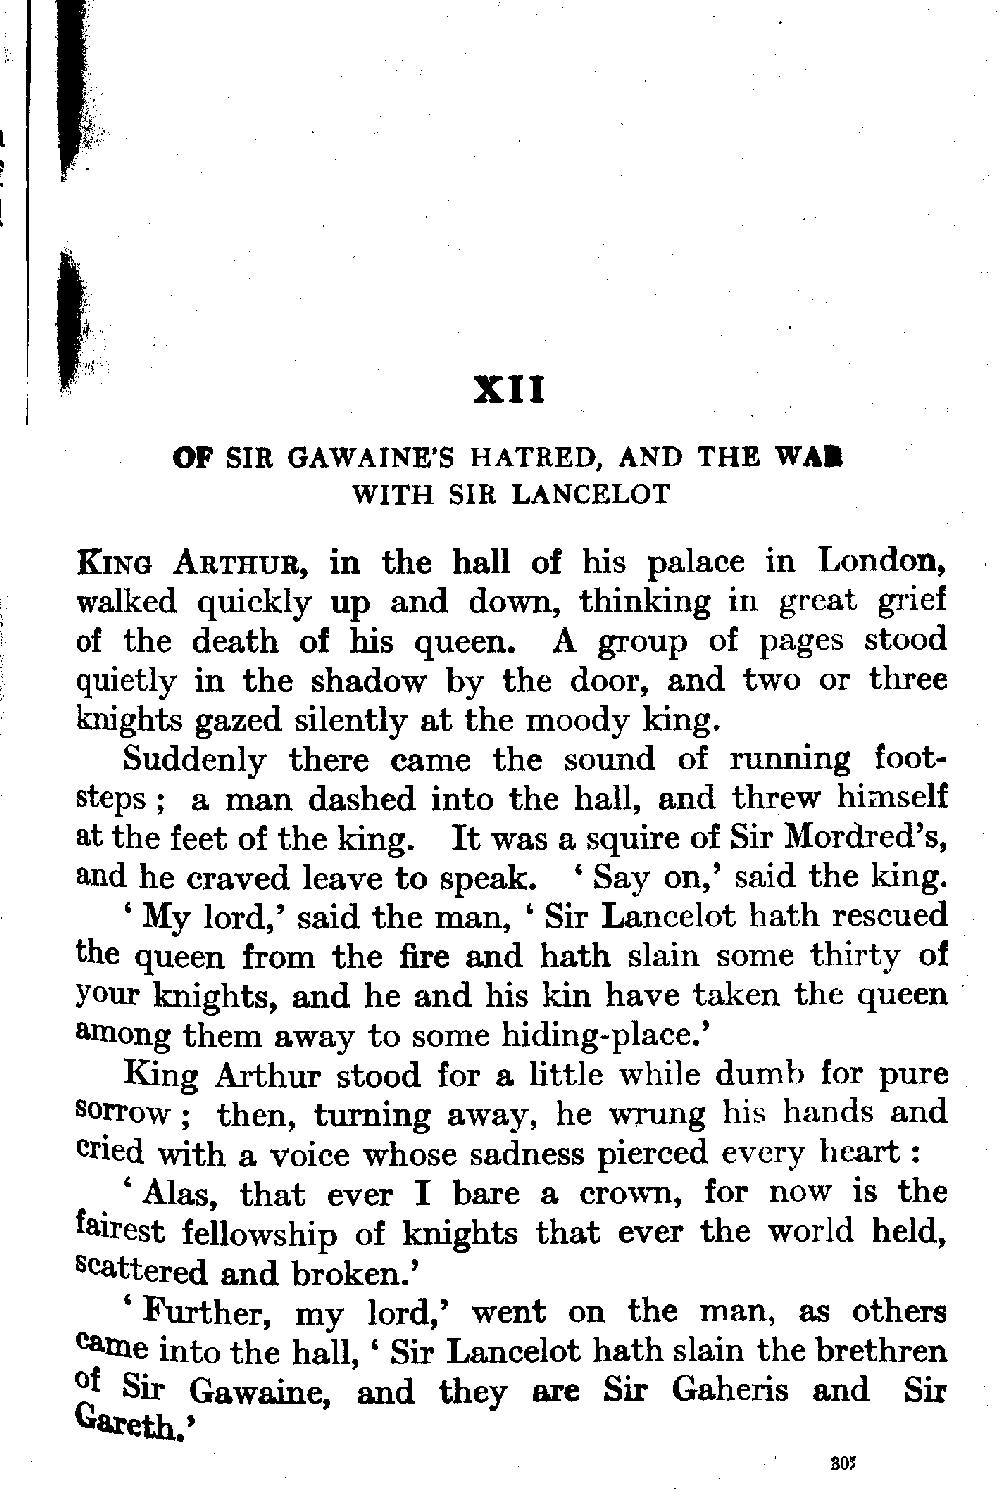 XII
OF SIR GAWAINE'S HATRED, AND THE WAR
WITH SIR LANCELOT
KING ARTHUR, in the hall of his palace in London,
walked quickly up and down, thinking in great grief
of the death of his queen. A group of pages stood
quietly in the shadow by the door, and two or three
knights gazed silently at the moody king.
Suddenly there came the sound of running foot-
steps ; a man dashed into the hall, and threw himself
at the feet of the king. It was a squire of Sir Mordred's,
and he craved leave to speak. ‘ Say on,’ said the king.
‘ My lord,’ said the man, ‘ Sir Lancelot hath rescued
the queen from the fire and hath slain some thirty of
your knights, and he and his kin have taken the queen
among them away to some hiding-place.’
King Arthur stood for a little while dumb for pure
sorrow ; then, turning away, he wrung his hands and
cried with a voice whose sadness pierced every heart :
‘ Alas, that ever I bare a crown, for now is the
fairest fellowship of knights that ever the world held,
scattered and broken.’
‘ Further, my lord,’ went on the man, as others
came into the hall, ‘ Sir Lancelot hath slain the brethren
of Sir Gawaine, and they are Sir Gaheris and Sir
Gareth.’